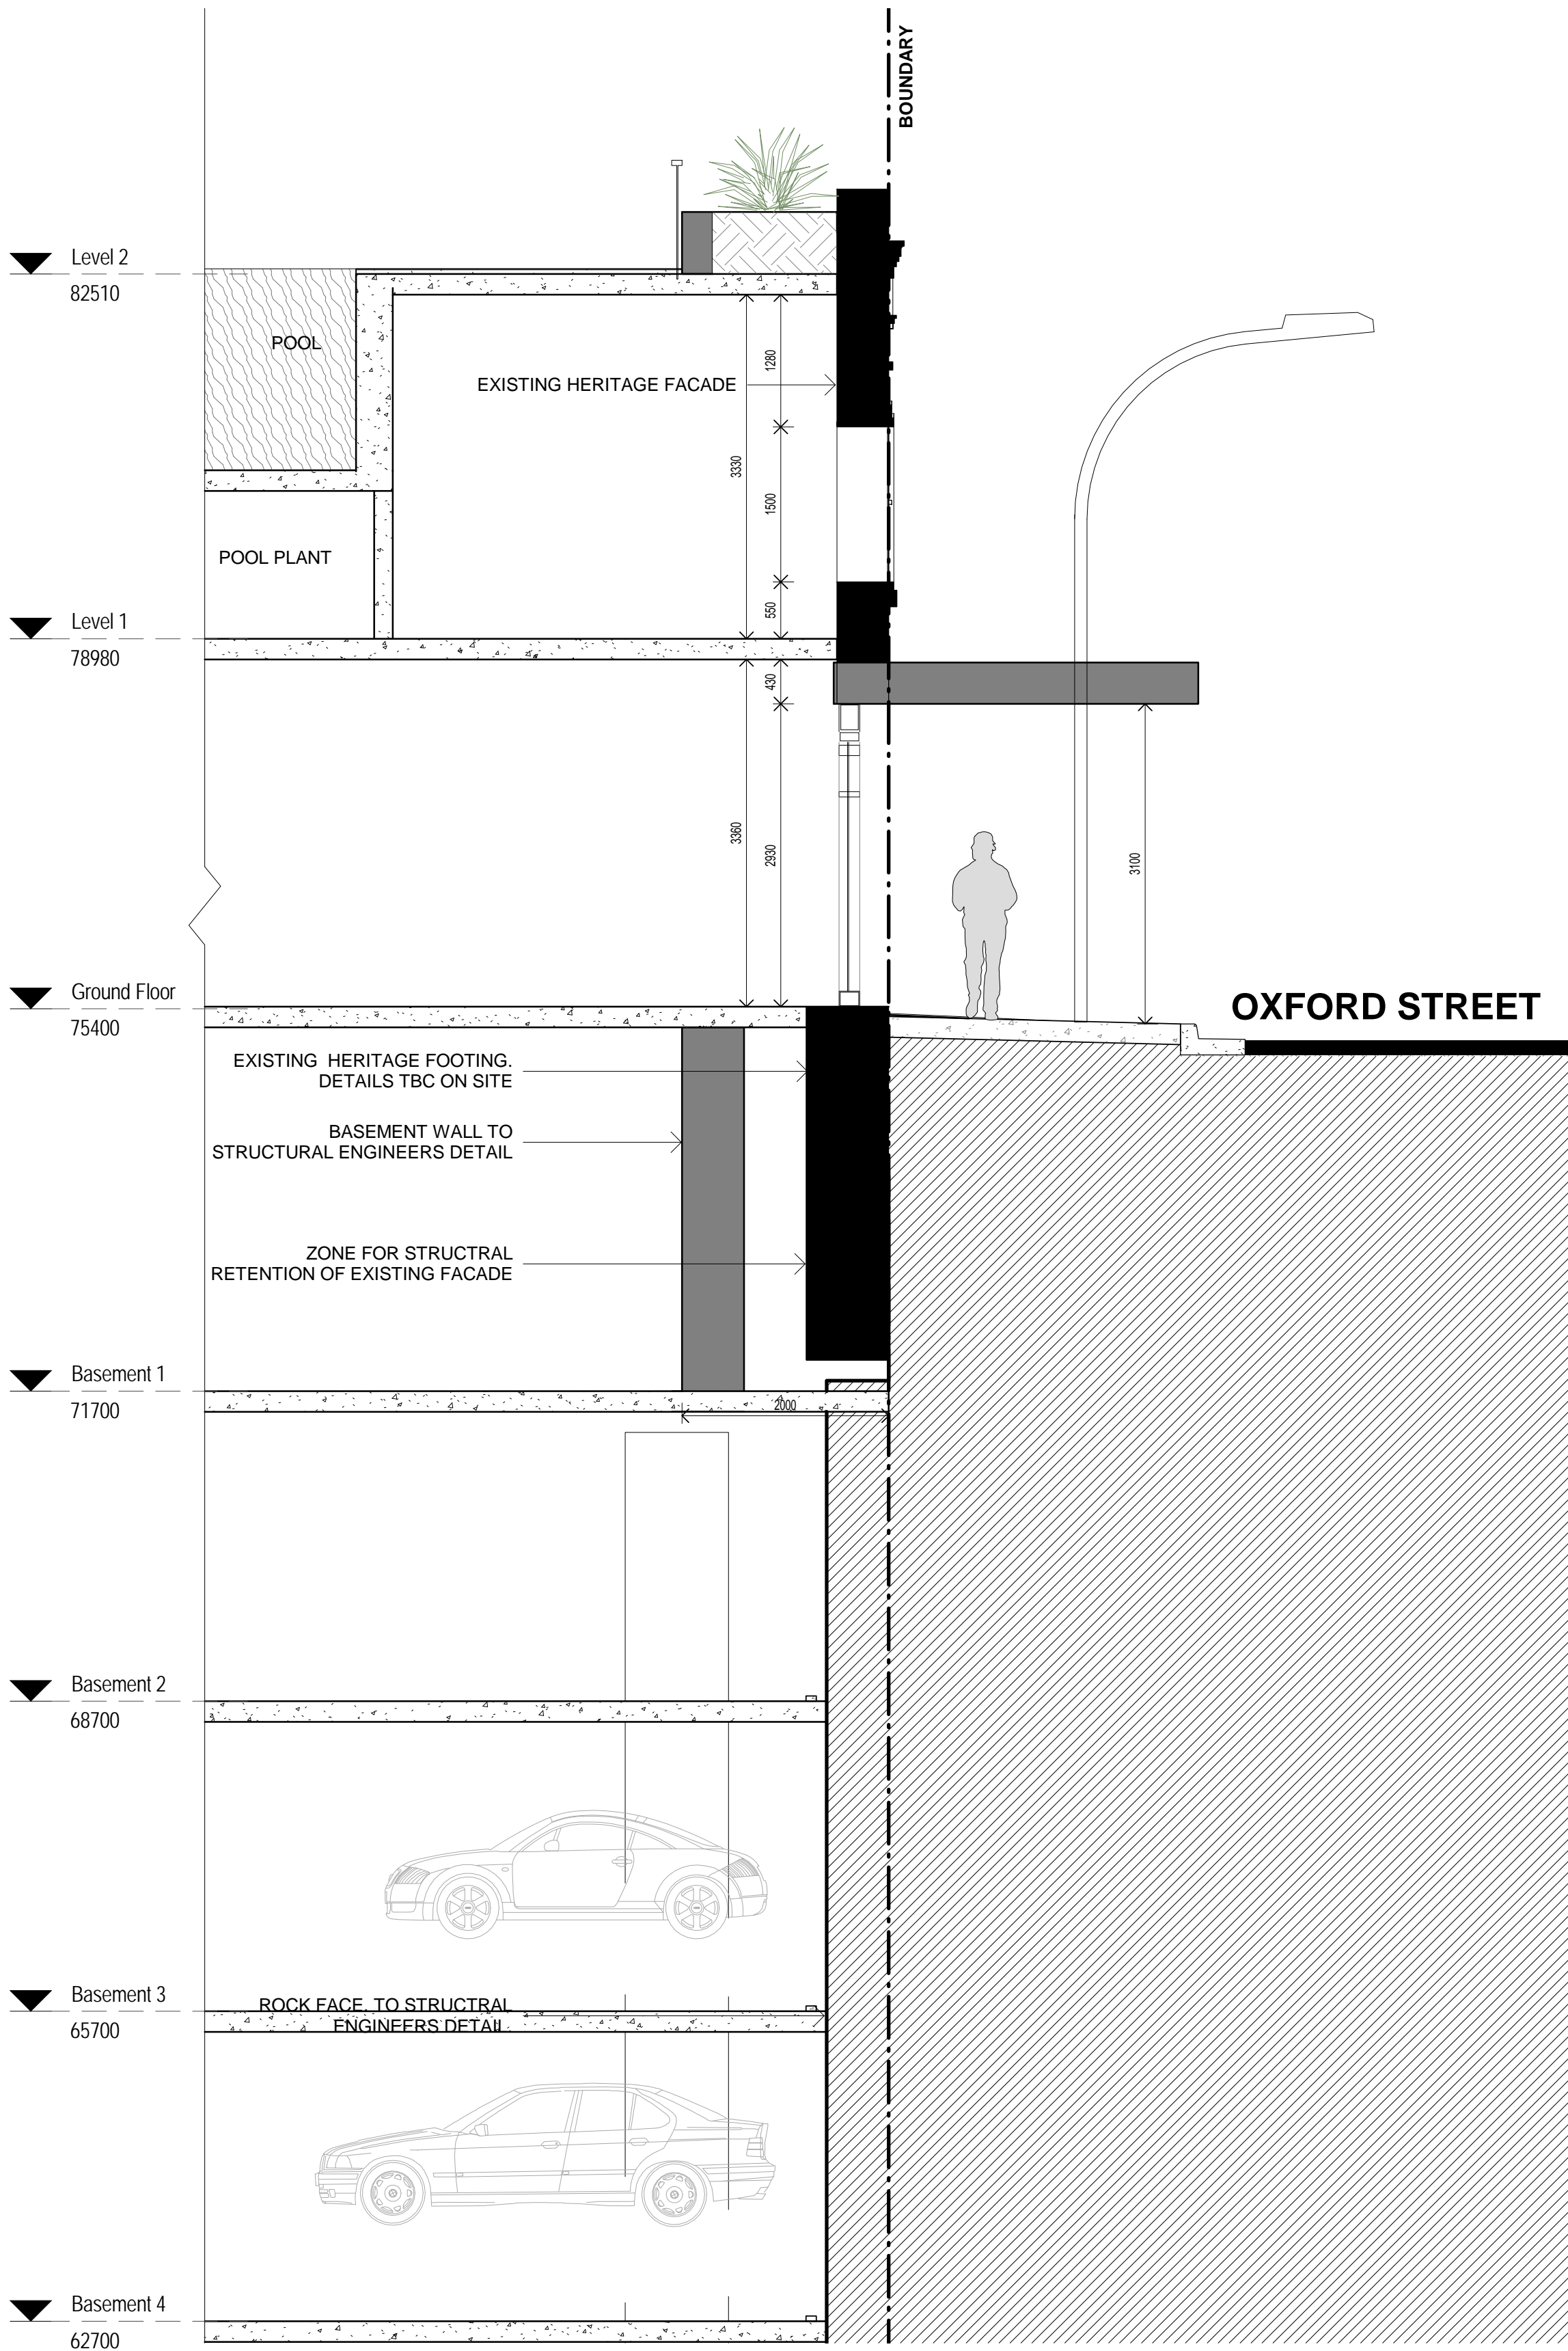 BOUNDARY
Level 2
82510
POOL
1280
EXISTING HERITAGE FACADE
3330
1500
POOL PLANT
550
Level 1
78980
430
3360
2930
3100
Ground Floor
75400
OXFORD STREET
EXISTING HERITAGE FOOTING.
DETAILS TBC ON SITE
BASEMENT WALL TO
STRUCTURAL ENGINEERS DETAIL
ZONE FOR STRUCTRAL
RETENTION OF EXISTING FACADE
Basement 1
71700
2000
Basement 2
68700
Basement 3
65700
ROCK FACE. TO STRUCTRAL
ENGINEERS DETAIL
Basement 4
62700